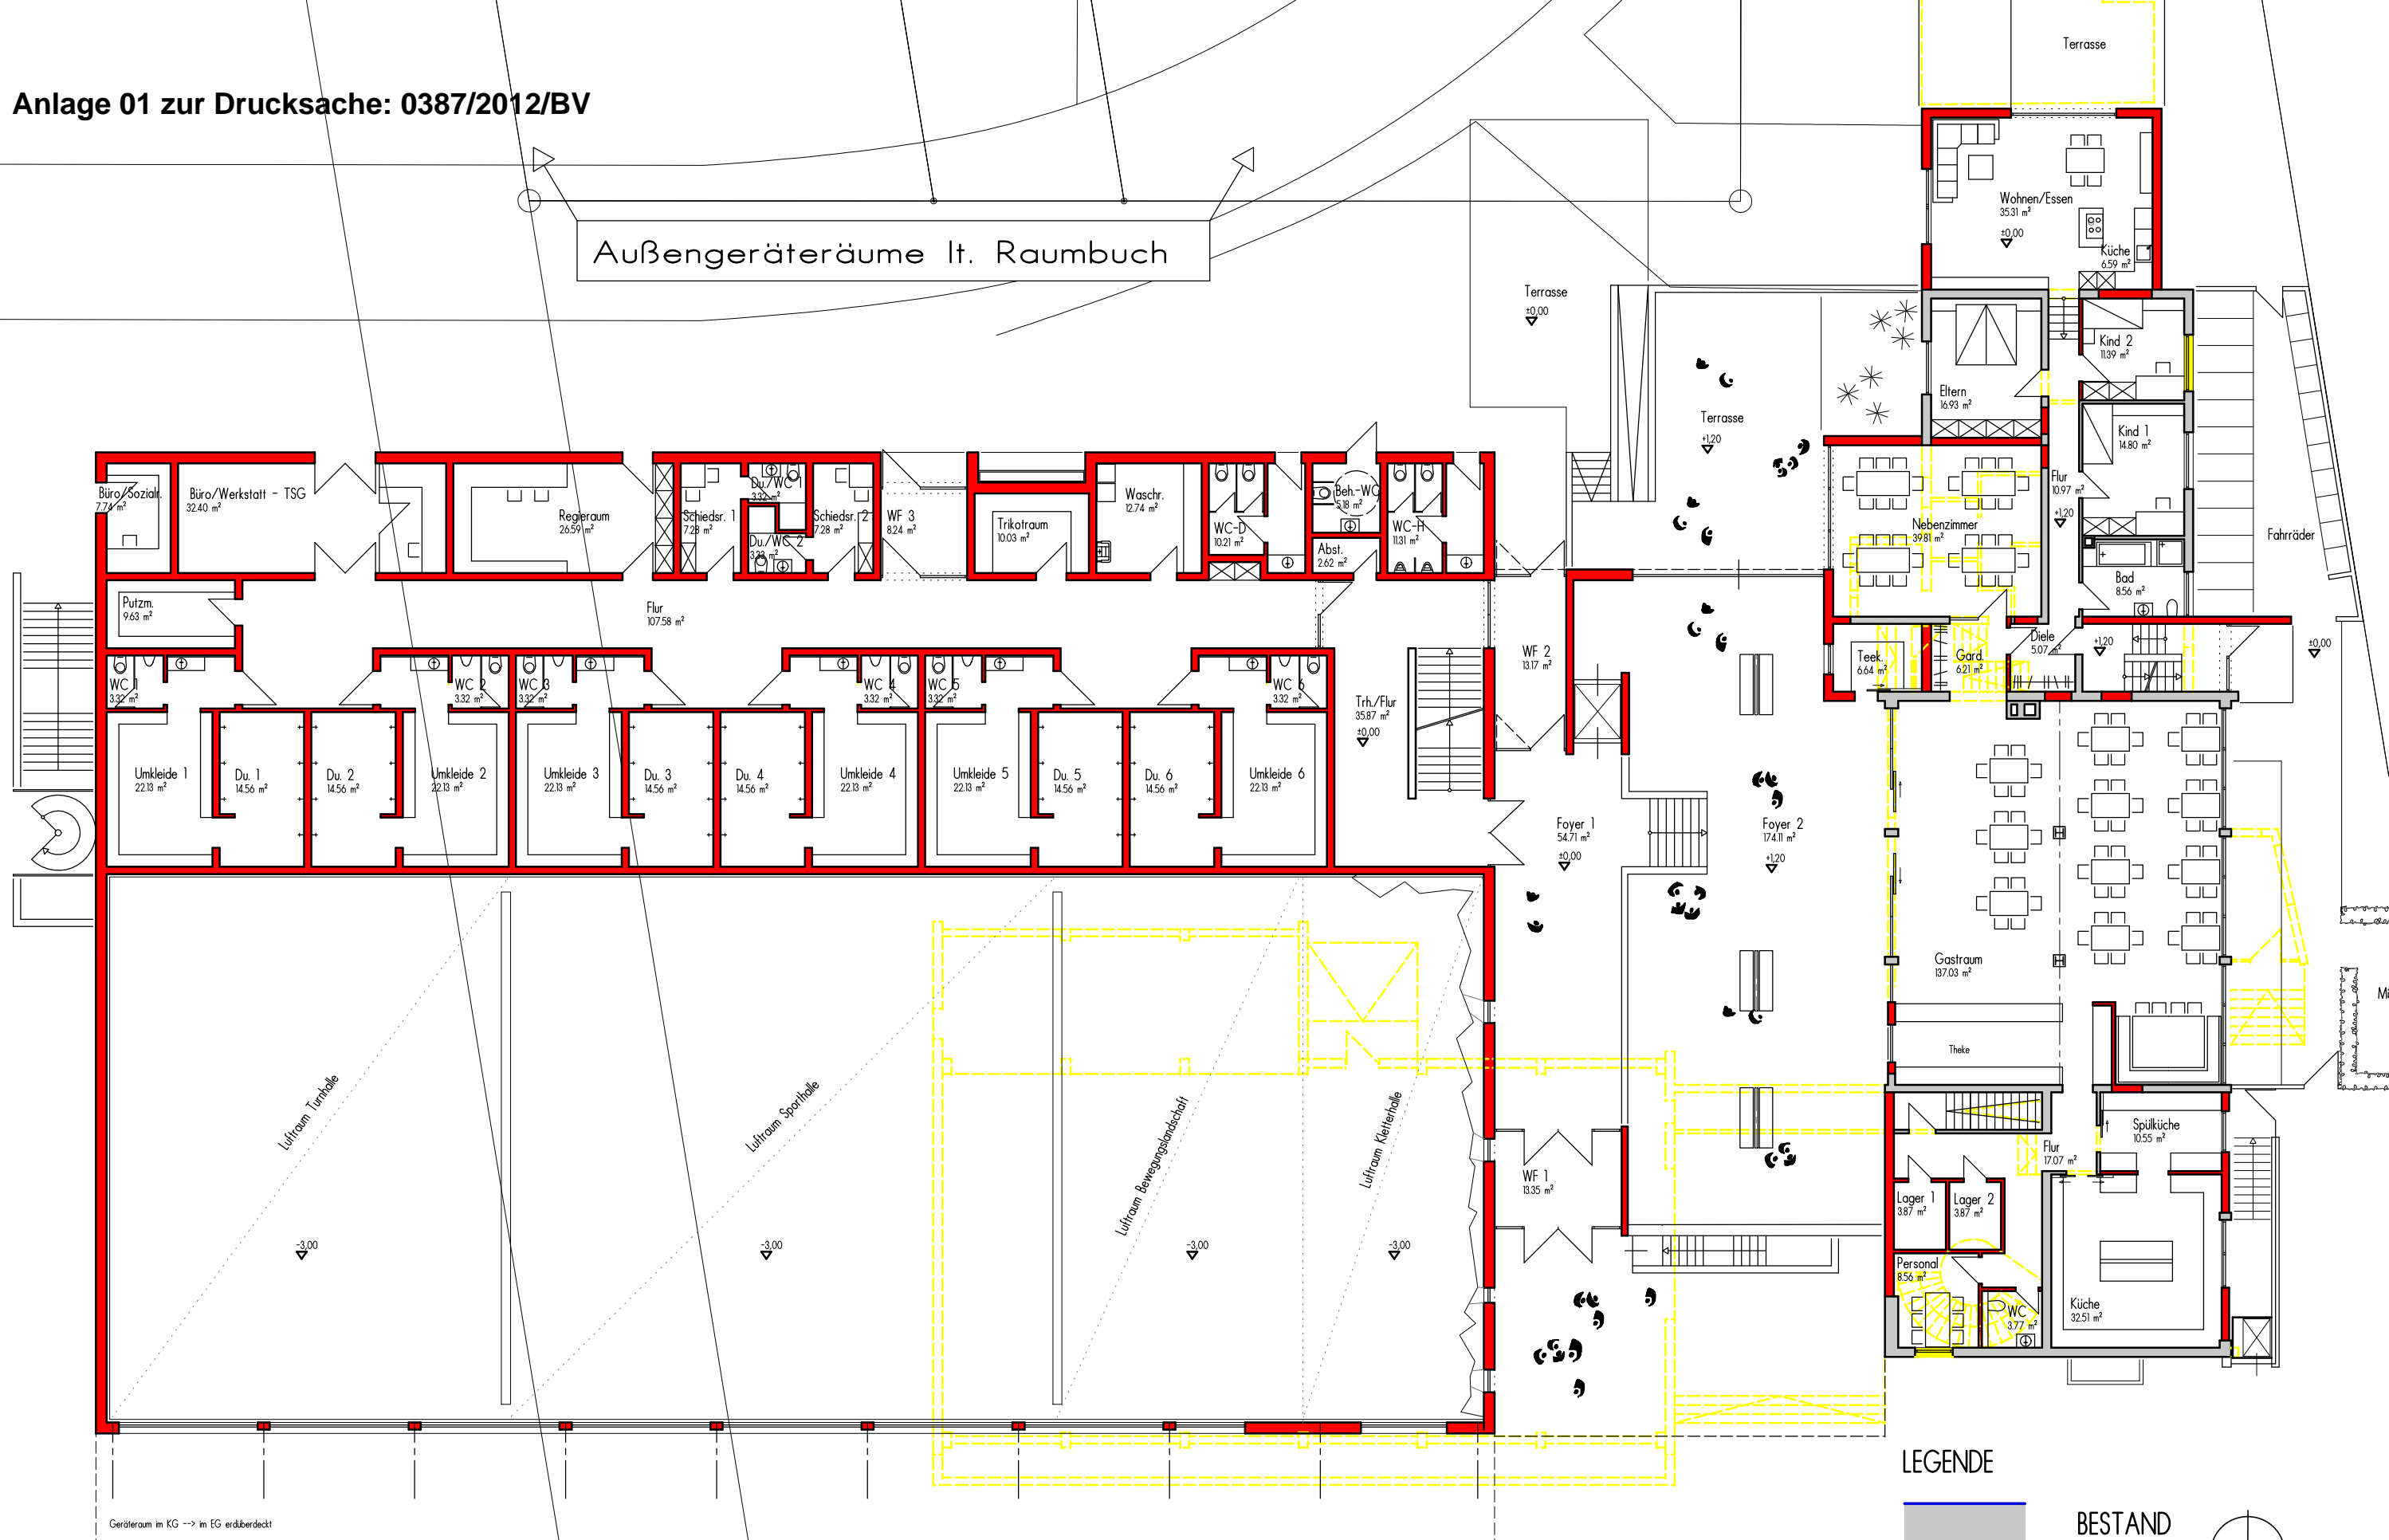 Anlage 01 zur Drucksache: 0387/2012/BV
Außengeräteräume lt. Raumbuch
Terrasse
Wohnen/Essen
35.31 m²
±0,00
Küche
6.59 m²
Terrasse
±0,00
Terrasse
+1,20
Eltern
16.93 m²
Kind 2
11.39 m²
Kind 1
14.80 m²
Flur
10.97 m²
+1,20
Nebenzimmer
39.81 m²
Bad
8.56 m²
Fahrräder
Diele
5.07 m²
+1,20
±0,00
Teek.
6.64 m²
Gard.
6.21 m²
Büro/Sozialr.
7.74 m²
Büro/Werkstatt - TSG
32.40 m²
Regieraum
26.59 m²
Schiedsr. 1
7.28 m²
Du./WC 1
3.32 m²
Du./WC 2
3.33 m²
Schiedsr. 2
7.28 m²
WF 3
8.24 m²
Trikotraum
10.03 m²
Waschr.
12.74 m²
WC-D
10.21 m²
Beh.-WC
5.18 m²
Abst.
2.62 m²
WC-H
11.31 m²
Putzm.
9.63 m²
Flur
107.58 m²
WC 1
3.32 m²
WC 2
3.32 m²
WC 3
3.32 m²
WC 4
3.32 m²
WC 5
3.32 m²
WC 6
3.32 m²
Trh./Flur
35.87 m²
±0,00
WF 2
13.17 m²
Umkleide 1
22.13 m²
Du. 1
14.56 m²
Du. 2
14.56 m²
Umkleide 2
22.13 m²
Umkleide 3
22.13 m²
Du. 3
14.56 m²
Du. 4
14.56 m²
Umkleide 4
22.13 m²
Umkleide 5
22.13 m²
Du. 5
14.56 m²
Du. 6
14.56 m²
Umkleide 6
22.13 m²
Foyer 1
54.71 m²
±0,00
Foyer 2
174.11 m²
+1,20
Gastraum
137.03 m²
Theke
Luftraum Turnhalle
Luftraum Sporthalle
Luftraum Bewegungslandschaft
Luftraum Kletterhalle
-3,00
-3,00
-3,00
-3,00
WF 1
13.35 m²
Spülküche
10.55 m²
Flur
17.07 m²
Lager 1
3.87 m²
Lager 2
3.87 m²
Personal
8.56 m²
WC
3.77 m²
Küche
32.51 m²
LEGENDE
BESTAND
Geräteraum im KG --> im EG erdüberdeckt